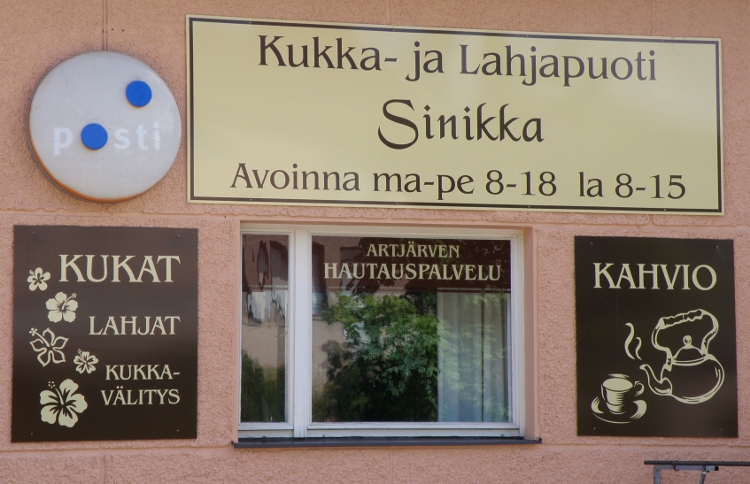 posti
Kukka- ja Lahjapuoti
Sinikka
Avoinna ma-pe 8-18 la 8-15
KUKAT
LAHJAT
KUKKA-
VÄLITYS
ARTJÄRVEN
HAUTAUSPALVELU
KAHVIO